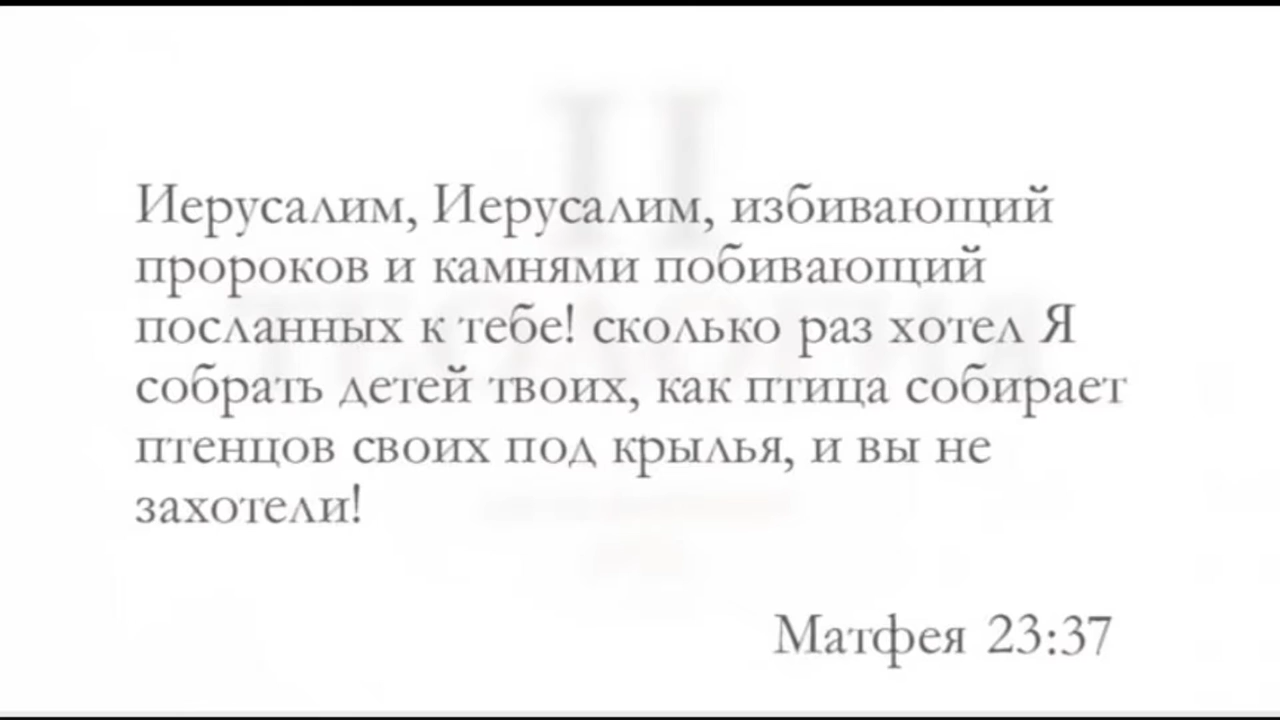 Иерусалим, Иерусалим, избивающий
пророков и камнями побивающий
посланных к тебе! сколько раз хотел Я
собрать детей твоих, как птица собирает
птенцов своих под крылья, и вы не
захотели!
Матфея 23:37